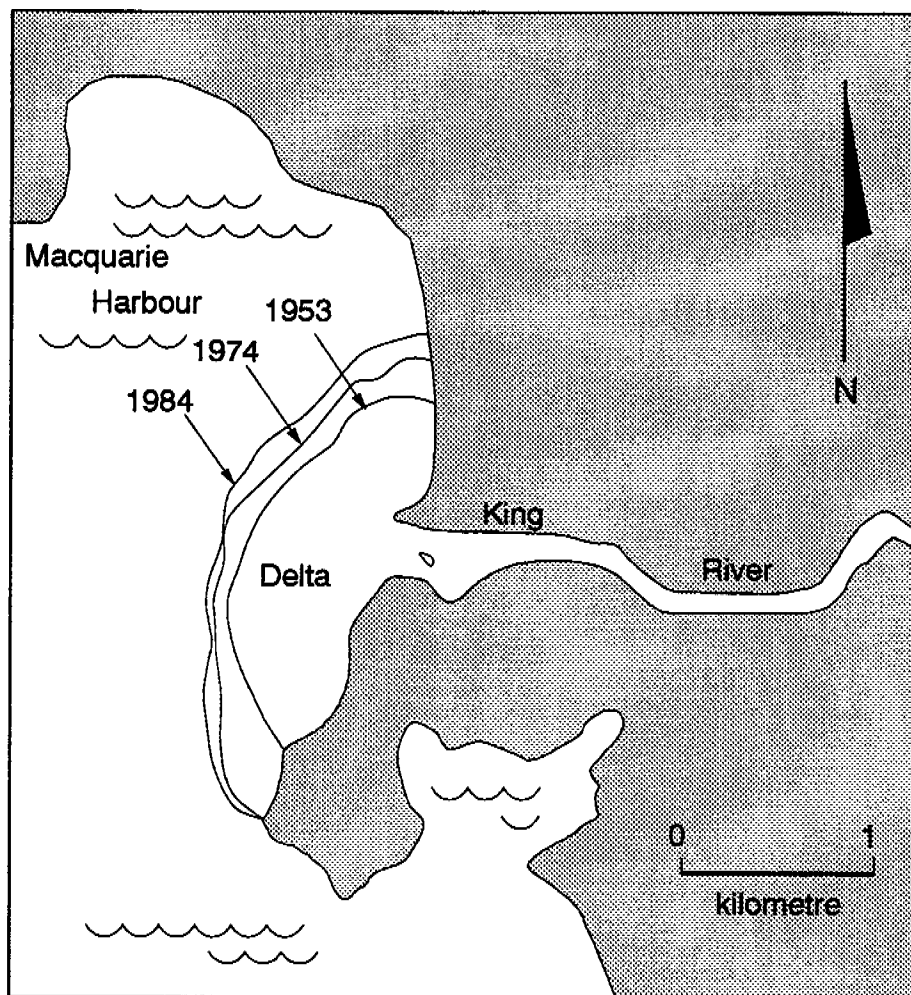 Macquarie
Harbour
1953
1974
1984
N
King
River
Delta
0 1
kilometre